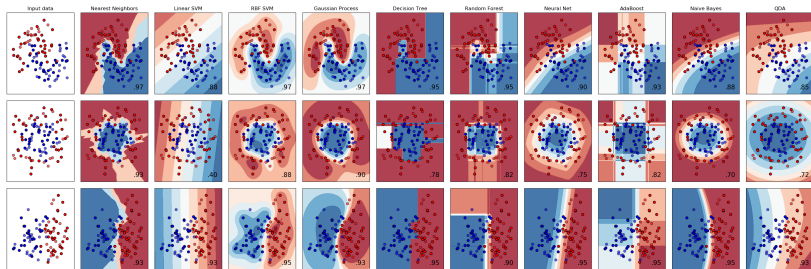 Input data
Nearest Neighbors
Linear SVM
RBF SVM
Gaussian Process
Decision Tree
Random Forest
Neural Net
AdaBoost
Naive Bayes
QDA
.97
.88
.97
.97
.95
.95
.90
.93
.88
.85
.93
.40
.88
.90
.78
.82
.75
.82
.70
.72
.93
.93
.95
.93
.95
.90
.95
.95
.95
.93